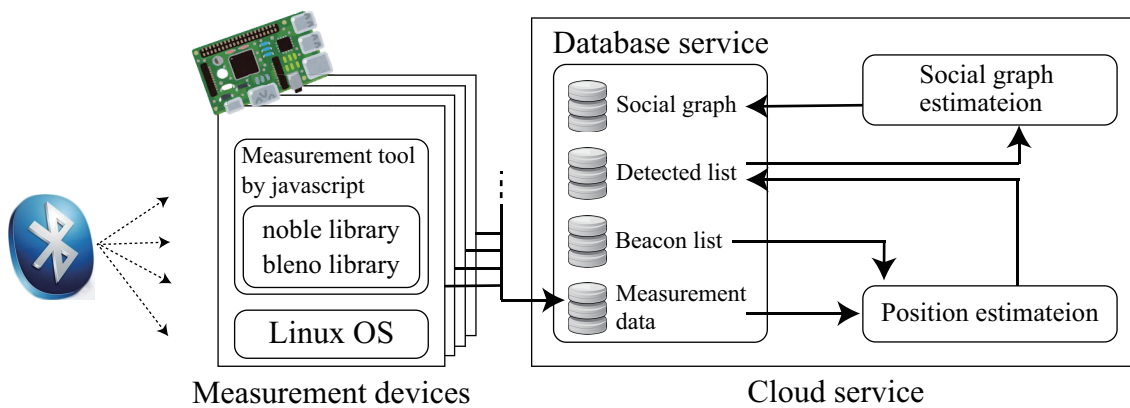 Database service
Social graph
estimateion
Social graph
Measurement tool
by javascript
Detected list
noble library
bleno library
Beacon list
Measurement
data
Position estimateion
Linux OS
Measurement devices
Cloud service